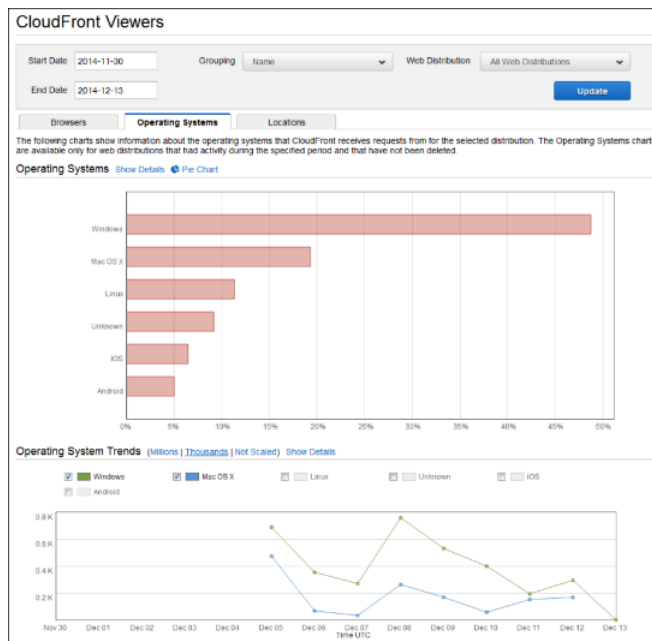 CloudFront Viewers
Start Date 2014-11-30 Grouping Name Web Distribution All Web Distributions
End Date 2014-12-13 Update
Browsers Operating Systems Locations
The following charts show information about the operating systems that CloudFront receives requests from for the selected distribution. The Operating Systems chart
are available only for web distributions that had activity during the specified period and that have not been deleted.
Operating Systems Show Details Pie Chart
Windows
Mac OS X
Linux
Unknown
iOS
Android
0% 5% 10% 15% 20% 25% 30% 35% 40% 45% 50%
Operating System Trends (Millions | Thousands | Not Scaled) Show Details
Windows Mac OS X Linux Unknown iOS
Android
0.8 K
0.6 K
0.4 K
0.2 K
Nov 30 Dec 01 Dec 02 Dec 03 Dec 04 Dec 05 Dec 06 Dec 07 Dec 08 Dec 09 Dec 10 Dec 11 Dec 12 Dec 13
Time UTC